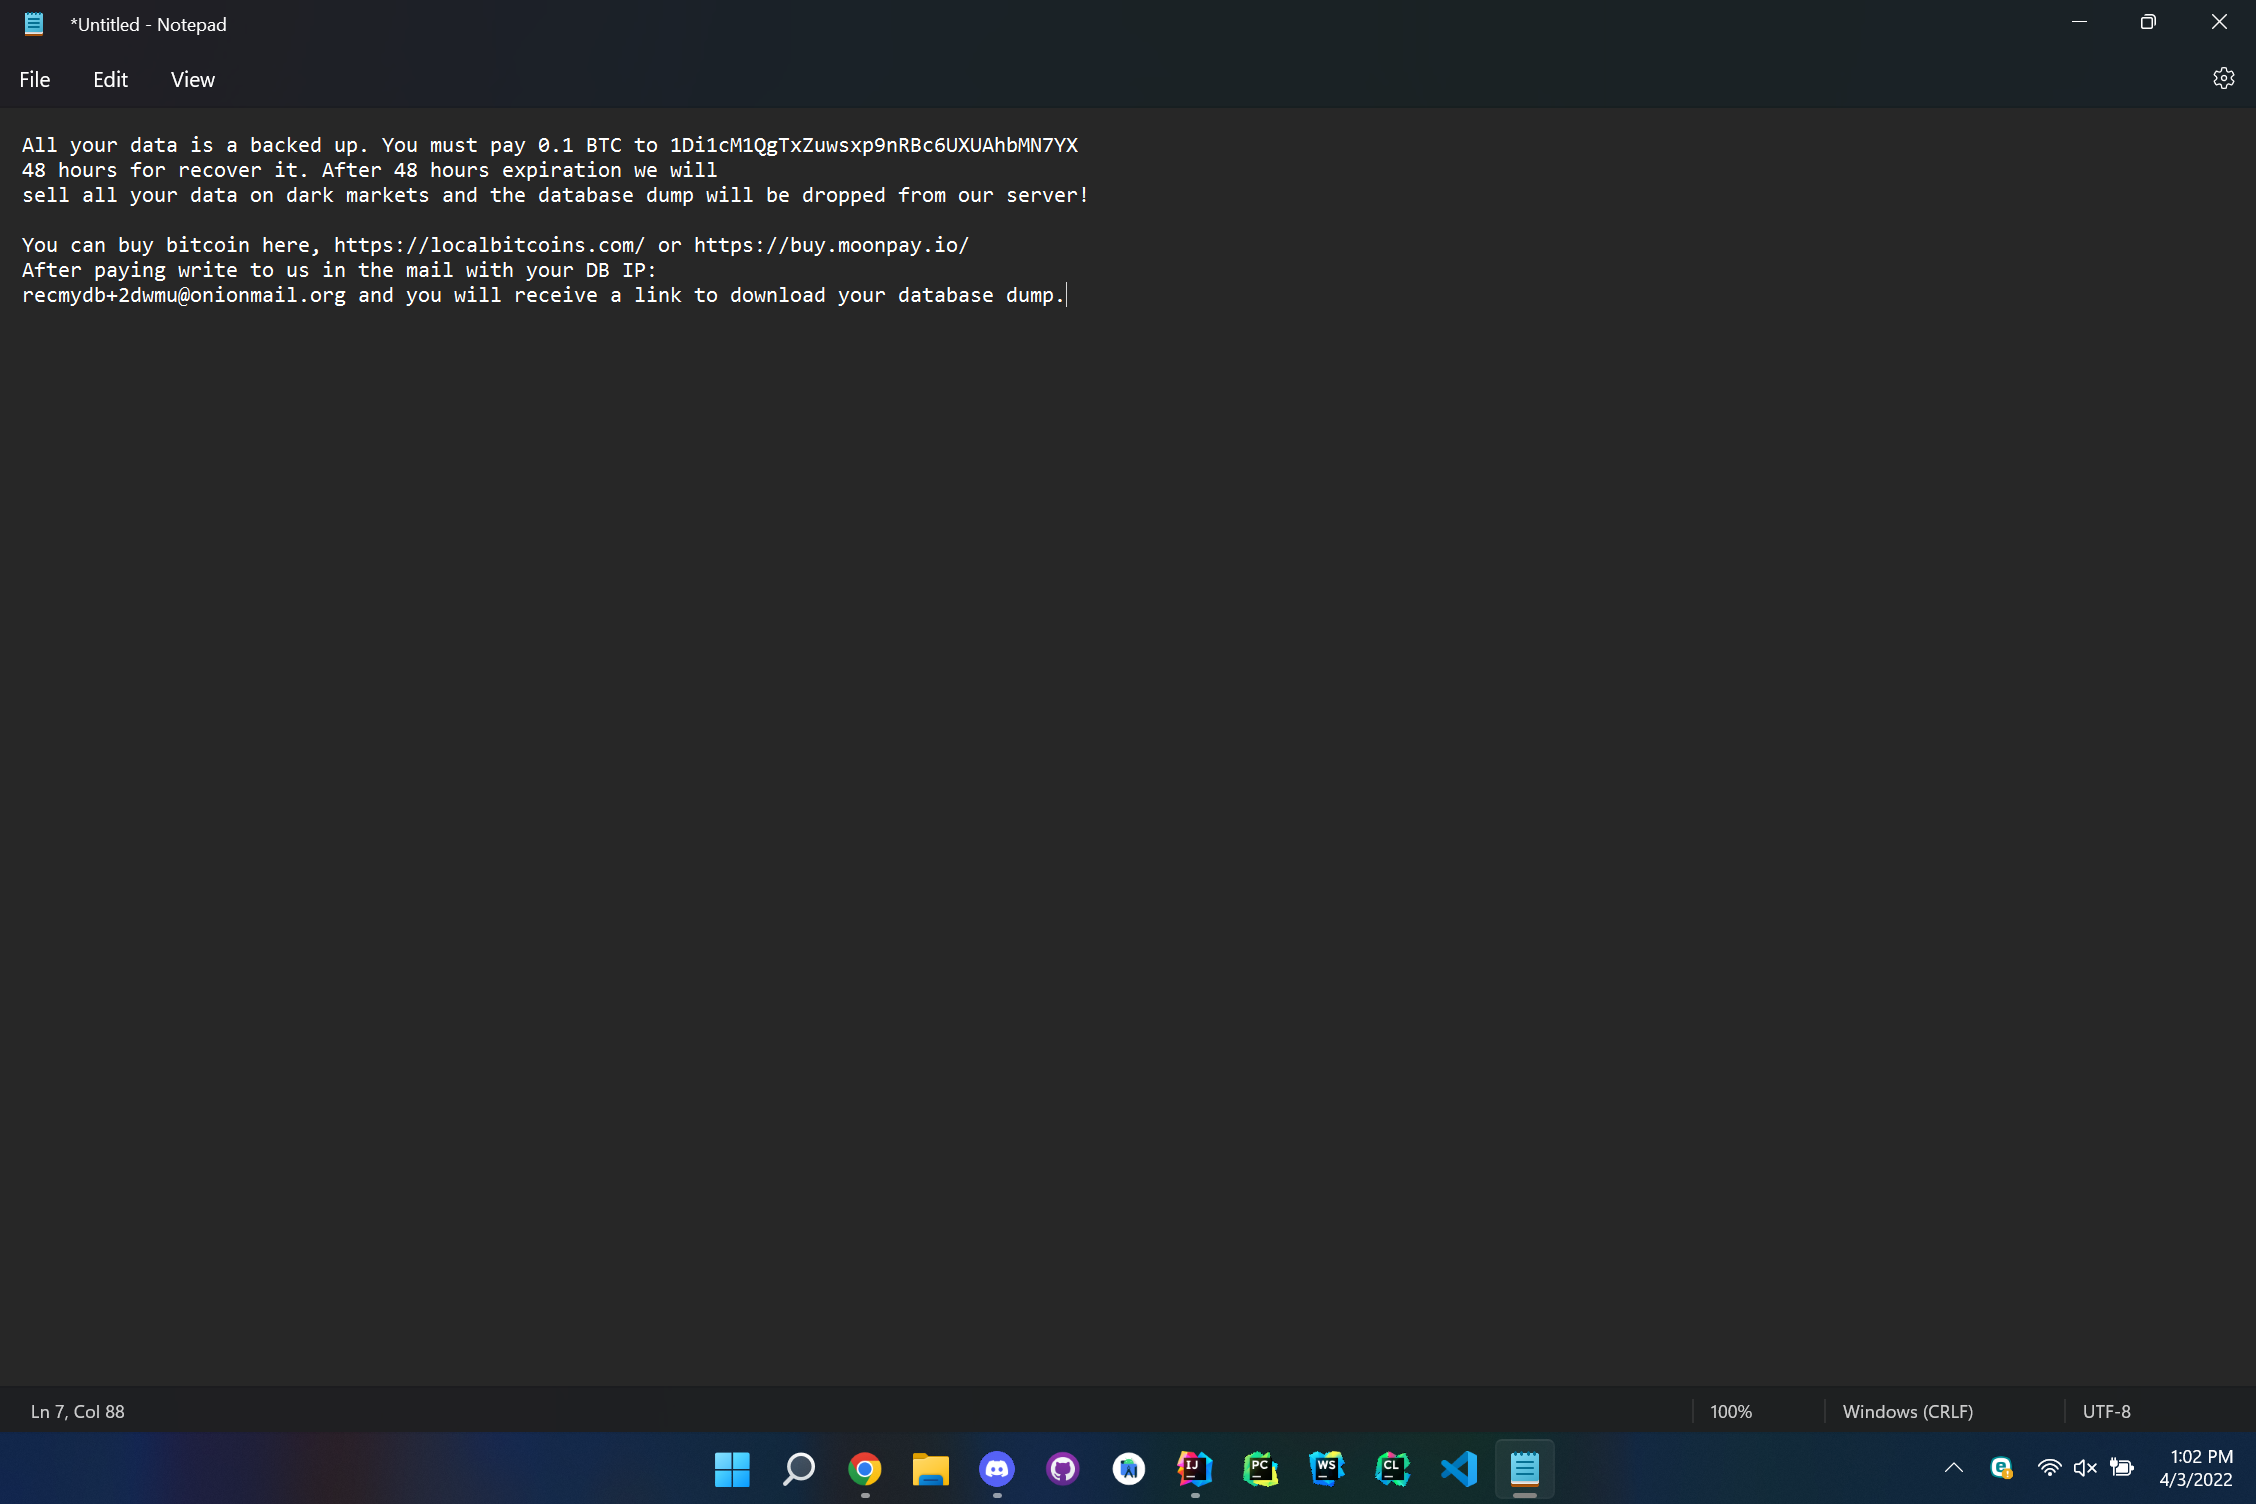 *Untitled - Notepad
File Edit View
All your data is a backed up. You must pay 0.1 BTC to 1Di1cM1QgTxZuwsxp9nRBc6UXUAhbMN7YX
48 hours for recover it. After 48 hours expiration we will
sell all your data on dark markets and the database dump will be dropped from our server!
You can buy bitcoin here, https://localbitcoins.com/ or https://buy.moonpay.io/
After paying write to us in the mail with your DB IP:
recmydb+2dwmu@onionmail.org and you will receive a link to download your database dump.
Ln 7, Col 88 100% Windows (CRLF) UTF-8
IJ PC WS CL
1:02 PM
4/3/2022